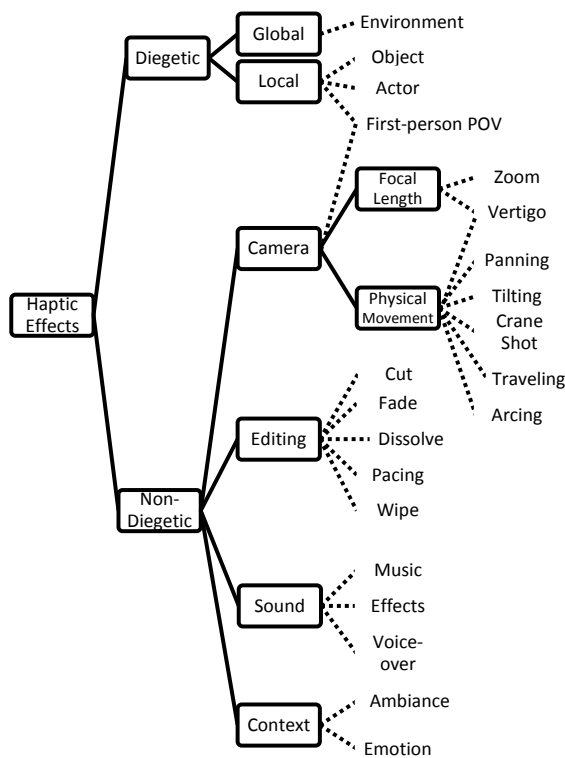 Environment
Global
Diegetic
Object
Local
Actor
First-person POV
Focal
Length
Zoom
Vertigo
Camera
Panning
Haptic
Effects
Physical
Movement
Tilting
Crane
Shot
Traveling
Arcing
Cut
Fade
Editing
Dissolve
Pacing
Wipe
Non-
Diegetic
Music
Sound
Effects
Voice-
over
Ambiance
Context
Emotion